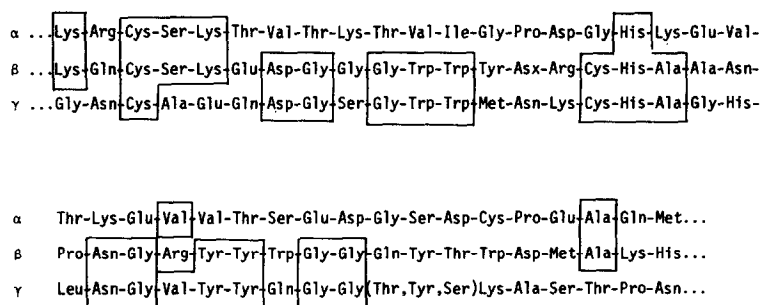 α ...Lys-Arg-Cys-Ser-Lys-Thr-Val-Thr-Lys-Thr-Val-Ile-Gly-Pro-Asp-Gly-His-Lys-Glu-Val-
β ...Lys-Gln-Cys-Ser-Lys-Glu-Asp-Gly-Gly-Gly-Trp-Trp-Tyr-Asx-Arg-Cys-His-Ala-Ala-Asn-
γ ...Gly-Asn-Cys-Ala-Glu-Gln-Asp-Gly-Ser-Gly-Trp-Trp-Met-Asn-Lys-Cys-His-Ala-Gly-His-
α Thr-Lys-Glu-Val-Val-Thr-Ser-Glu-Asp-Gly-Ser-Asp-Cys-Pro-Glu-Ala-Gln-Met...
β Pro-Asn-Gly-Arg-Tyr-Tyr-Trp-Gly-Gly-Gln-Tyr-Thr-Trp-Asp-Met-Ala-Lys-His...
γ Leu-Asn-Gly-Val-Tyr-Tyr-Gln-Gly-Gly(Thr,Tyr,Ser)Lys-Ala-Ser-Thr-Pro-Asn...